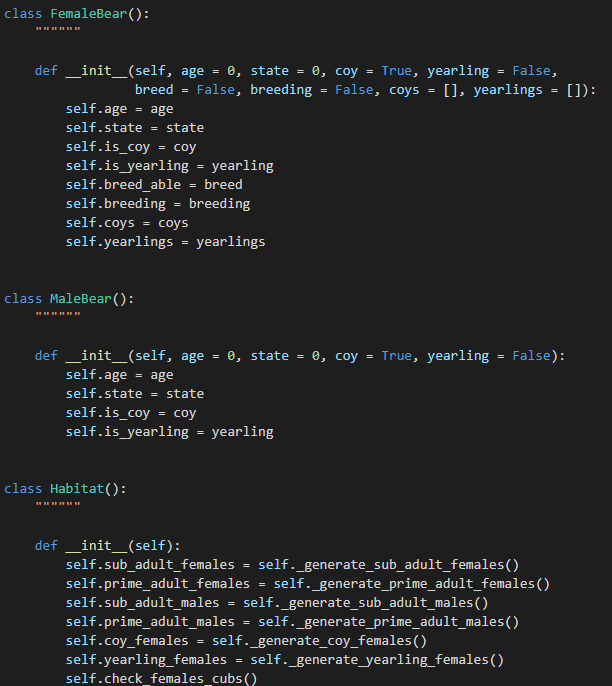 class FemaleBear():
    """"""
    def __init__(self, age = 0, state = 0, coy = True, yearling = False,
                 breed = False, breeding = False, coys = [], yearlings = []):
        self.age = age
        self.state = state
        self.is_coy = coy
        self.is_yearling = yearling
        self.breed_able = breed
        self.breeding = breeding
        self.coys = coys
        self.yearlings = yearlings
class MaleBear():
    """"""
    def __init__(self, age = 0, state = 0, coy = True, yearling = False):
        self.age = age
        self.state = state
        self.is_coy = coy
        self.is_yearling = yearling
class Habitat():
    """"""
    def __init__(self):
        self.sub_adult_females = self._generate_sub_adult_females()
        self.prime_adult_females = self._generate_prime_adult_females()
        self.sub_adult_males = self._generate_sub_adult_males()
        self.prime_adult_males = self._generate_prime_adult_males()
        self.coy_females = self._generate_coy_females()
        self.yearling_females = self._generate_yearling_females()
        self.check_females_cubs()